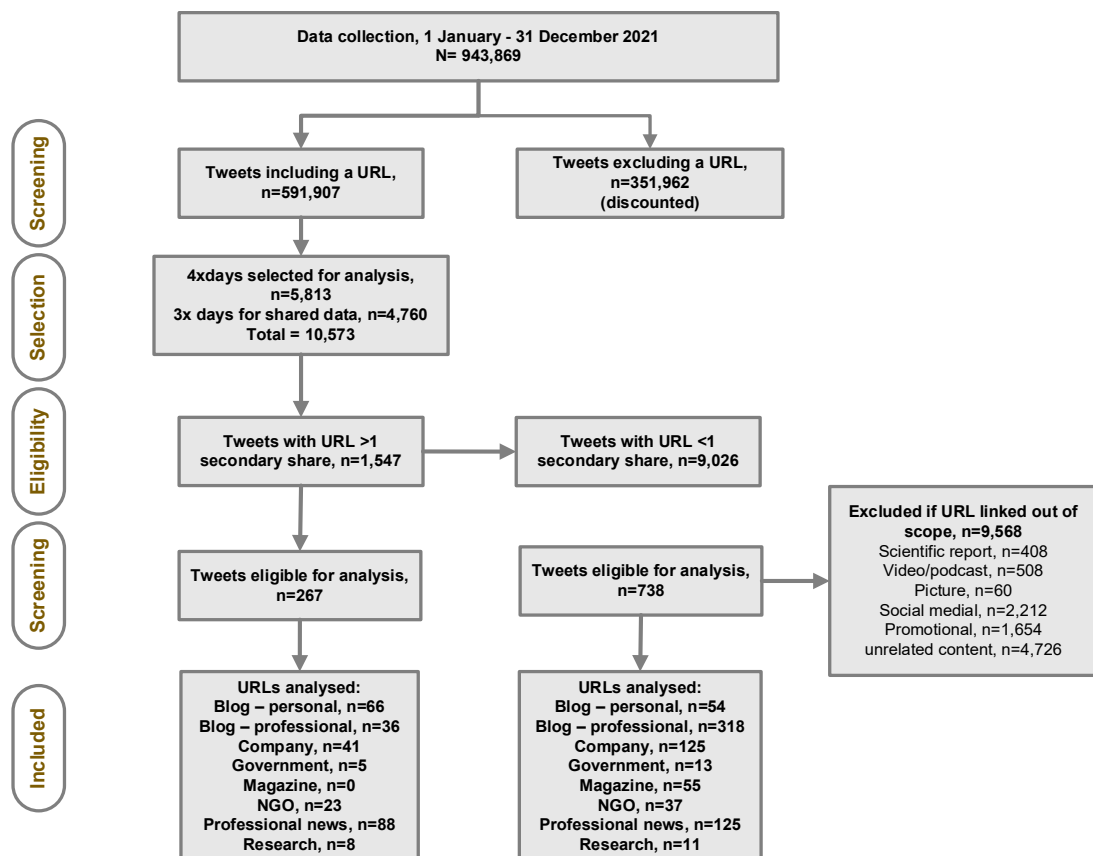 Data collection, 1 January - 31 December 2021
N= 943,869
Screening
Tweets including a URL,
n=591,907
Tweets excluding a URL,
n=351,962
(discounted)
Selection
4xdays selected for analysis,
n=5,813
3x days for shared data, n=4,760
Total = 10,573
Eligibility
Tweets with URL >1
secondary share, n=1,547
Tweets with URL <1
secondary share, n=9,026
Excluded if URL linked out of
scope, n=9,568
Scientific report, n=408
Video/podcast, n=508
Picture, n=60
Social medial, n=2,212
Promotional, n=1,654
unrelated content, n=4,726
Screening
Tweets eligible for analysis,
n=267
Tweets eligible for analysis,
n=738
Included
URLs analysed:
Blog – personal, n=66
Blog – professional, n=36
Company, n=41
Government, n=5
Magazine, n=0
NGO, n=23
Professional news, n=88
Research, n=8
URLs analysed:
Blog – personal, n=54
Blog – professional, n=318
Company, n=125
Government, n=13
Magazine, n=55
NGO, n=37
Professional news, n=125
Research, n=11